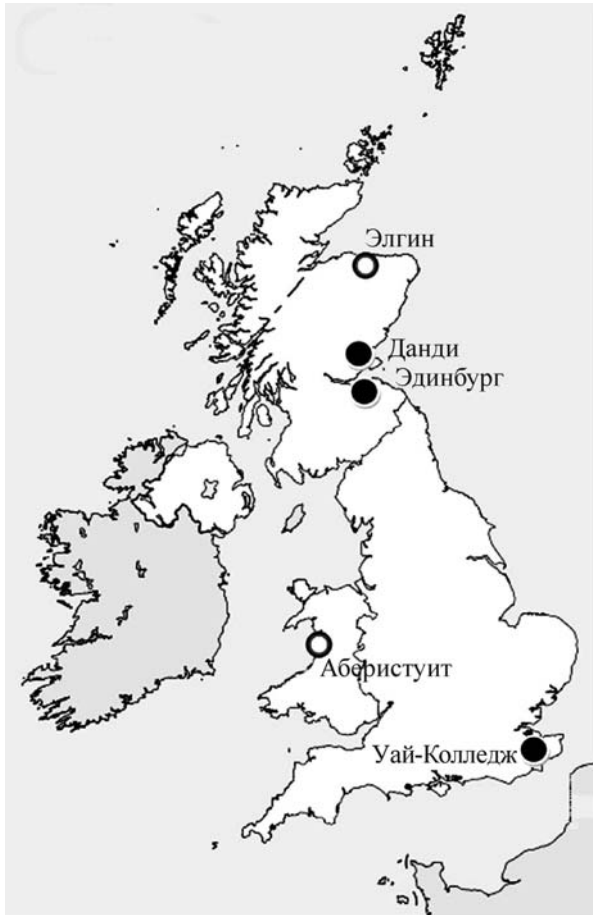 Элгин
Данди
Эдинбург
Аберистуит
Уай-Колледж